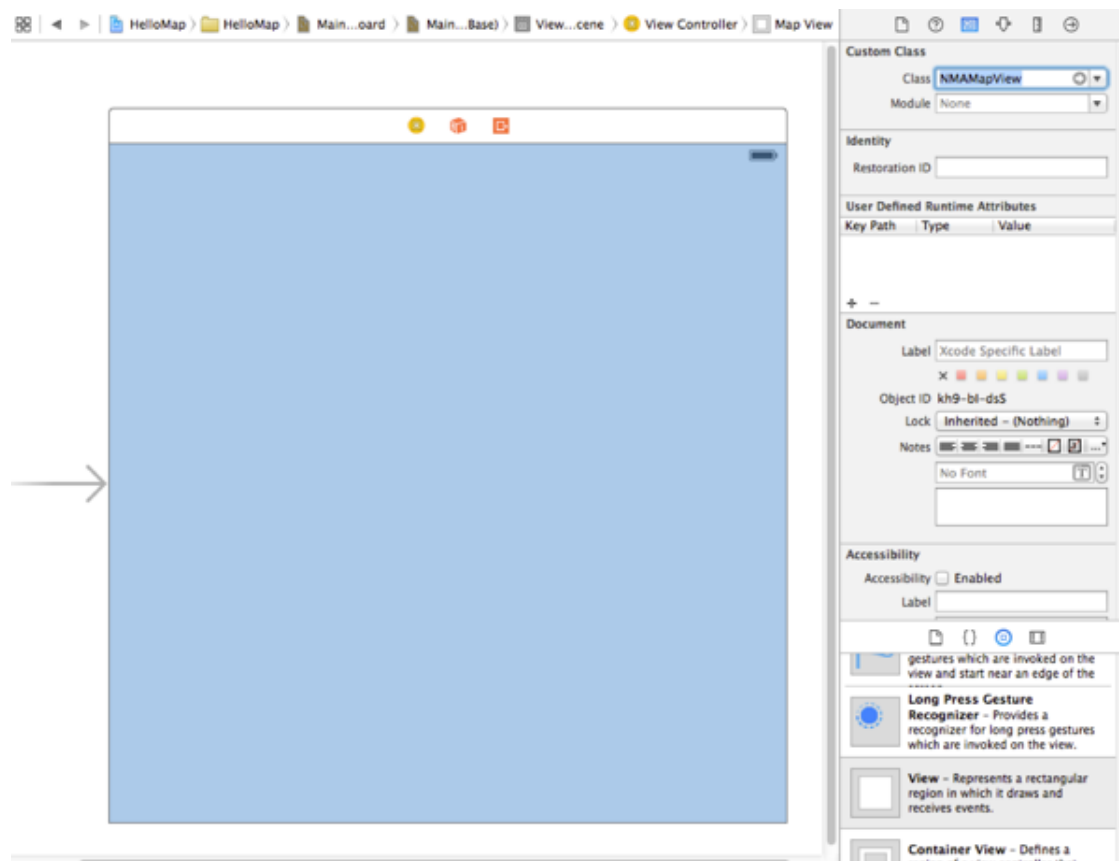 HelloMap HelloMap Main...oard Main...Base) View...cene View Controller Map View
Custom Class
Class NMAMapView
Module None
Identity
Restoration ID
User Defined Runtime Attributes
Key Path Type Value
+ −
Document
Label Xcode Specific Label
Object ID kh9-bI-dsS
Lock Inherited – (Nothing)
Notes
No Font
Accessibility
Accessibility Enabled
Label
gestures which are invoked on the
view and start near an edge of the
Long Press Gesture
Recognizer – Provides a
recognizer for long press gestures
which are invoked on the view.
View – Represents a rectangular
region in which it draws and
receives events.
Container View – Defines a